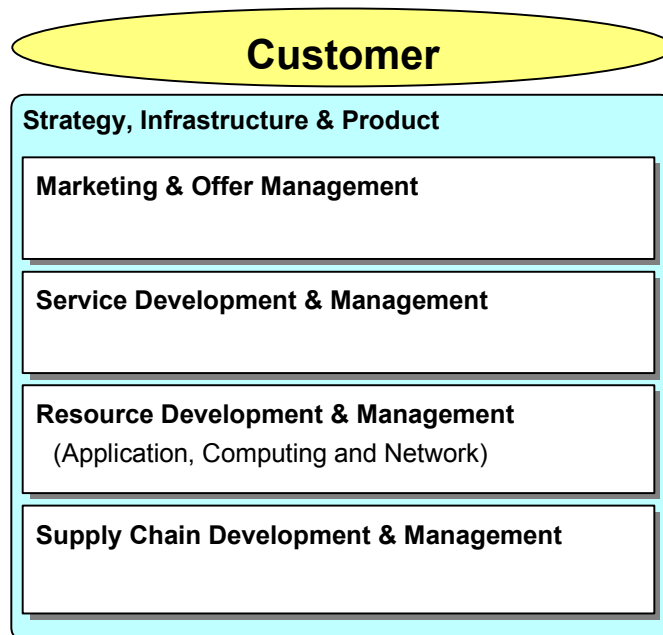 Customer
Strategy, Infrastructure & Product
Marketing & Offer Management
Service Development & Management
Resource Development & Management
(Application, Computing and Network)
Supply Chain Development & Management